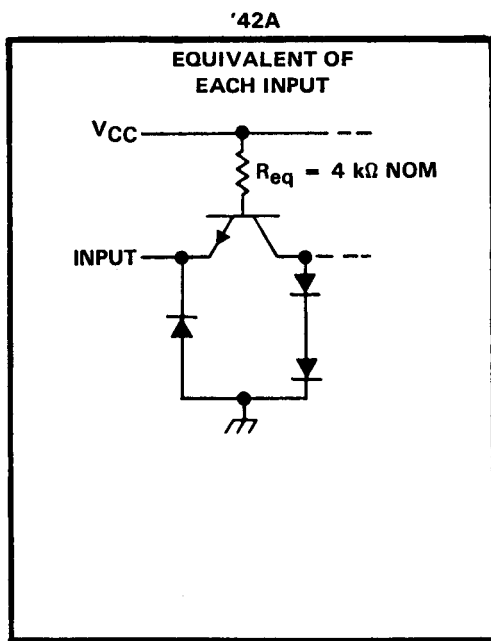 '42A
EQUIVALENT OF
EACH INPUT
VCC
Req = 4 kΩ NOM
INPUT